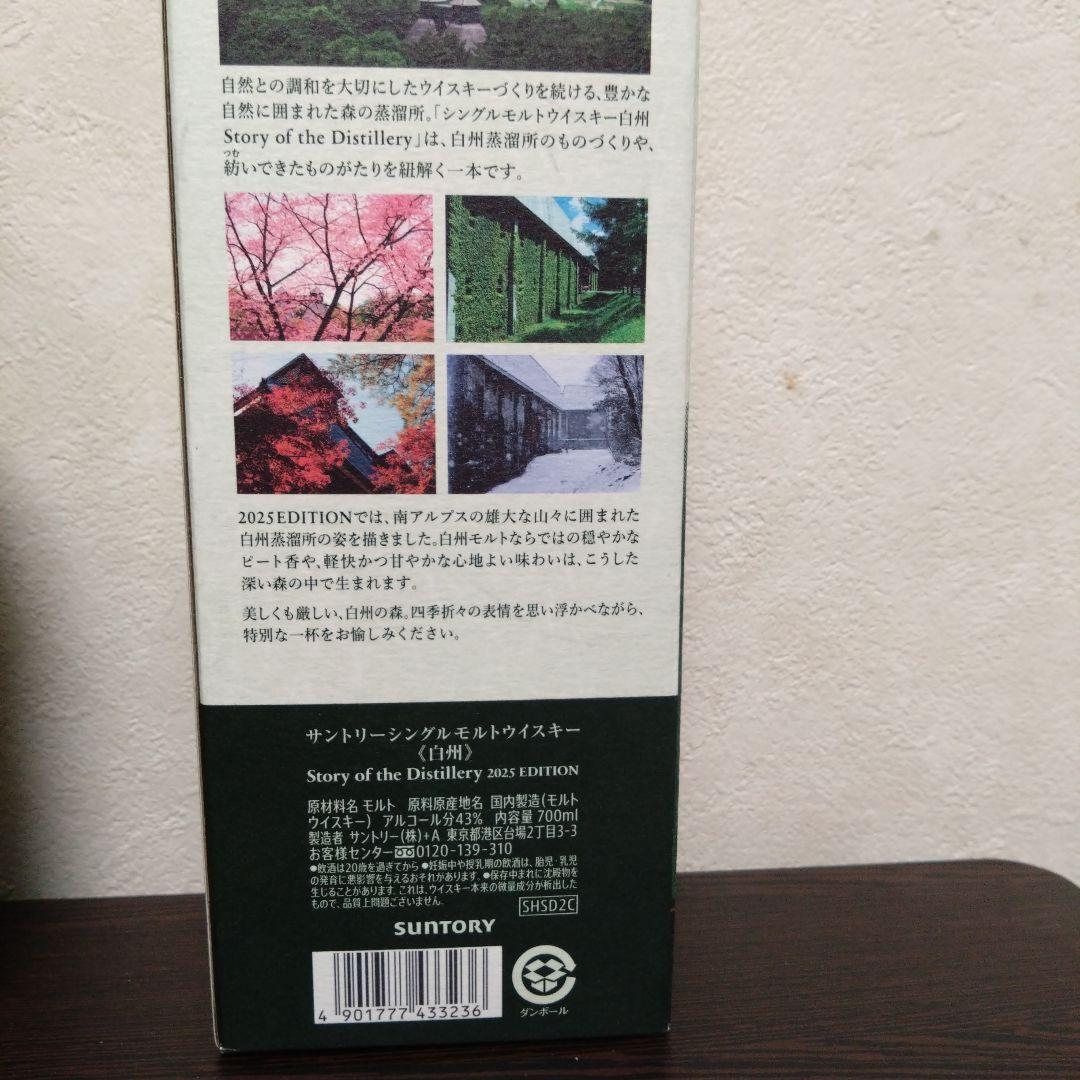 自然との調和を大切にしたウイスキーづくりを続ける、豊かな
自然に囲まれた森の蒸溜所。「シングルモルトウイスキー白州
Story of the Distillery」は、白州蒸溜所のものづくりや、
つむ
紡いできたものがたりを紐解く一本です。
2025 EDITIONでは、南アルプスの雄大な山々に囲まれた
白州蒸溜所の姿を描きました。白州モルトならではの穏やかな
ピート香や、軽快かつ甘やかな心地よい味わいは、こうした
深い森の中で生まれます。
美しくも厳しい、白州の森。四季折々の表情を思い浮かべながら、
特別な一杯をお愉しみください。
サントリーシングルモルトウイスキー
《白州》
Story of the Distillery 2025 EDITION
原材料名 モルト 原料原産地名 国内製造(モルト
ウイスキー) アルコール分43% 内容量 700ml
製造者 サントリー(株)+A 東京都港区台場2丁目3-3
お客様センター 0120-139-310
●飲酒は20歳を過ぎてから ●妊娠中や授乳期の飲酒は、胎児・乳児
の発育に悪影響を与えるおそれがあります。●保存中まれに沈殿物を
生じることがあります。これは、ウイスキー本来の微量成分が析出した
もので、品質上問題ございません。
SHSD2C
SUNTORY
4 901777 433236
ダンボール